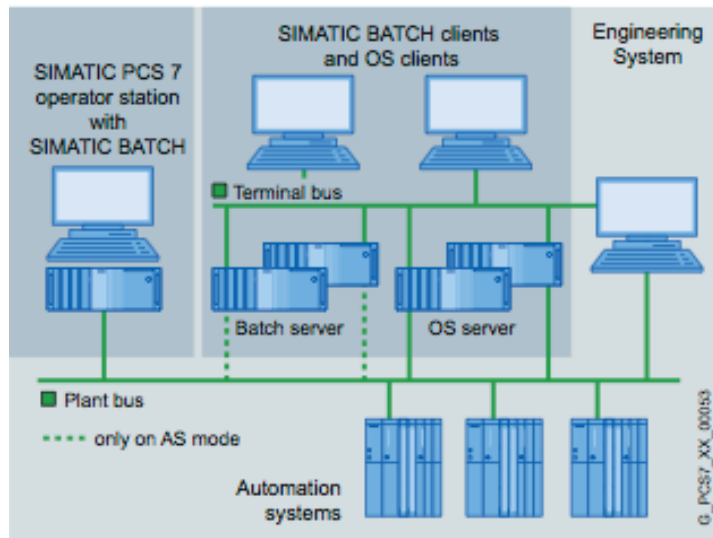 SIMATIC PCS 7
operator station
with
SIMATIC BATCH
SIMATIC BATCH clients
and OS clients
Engineering
System
Terminal bus
Batch server
OS server
Plant bus
only on AS mode
Automation
systems
G_PCS7_XX_00053